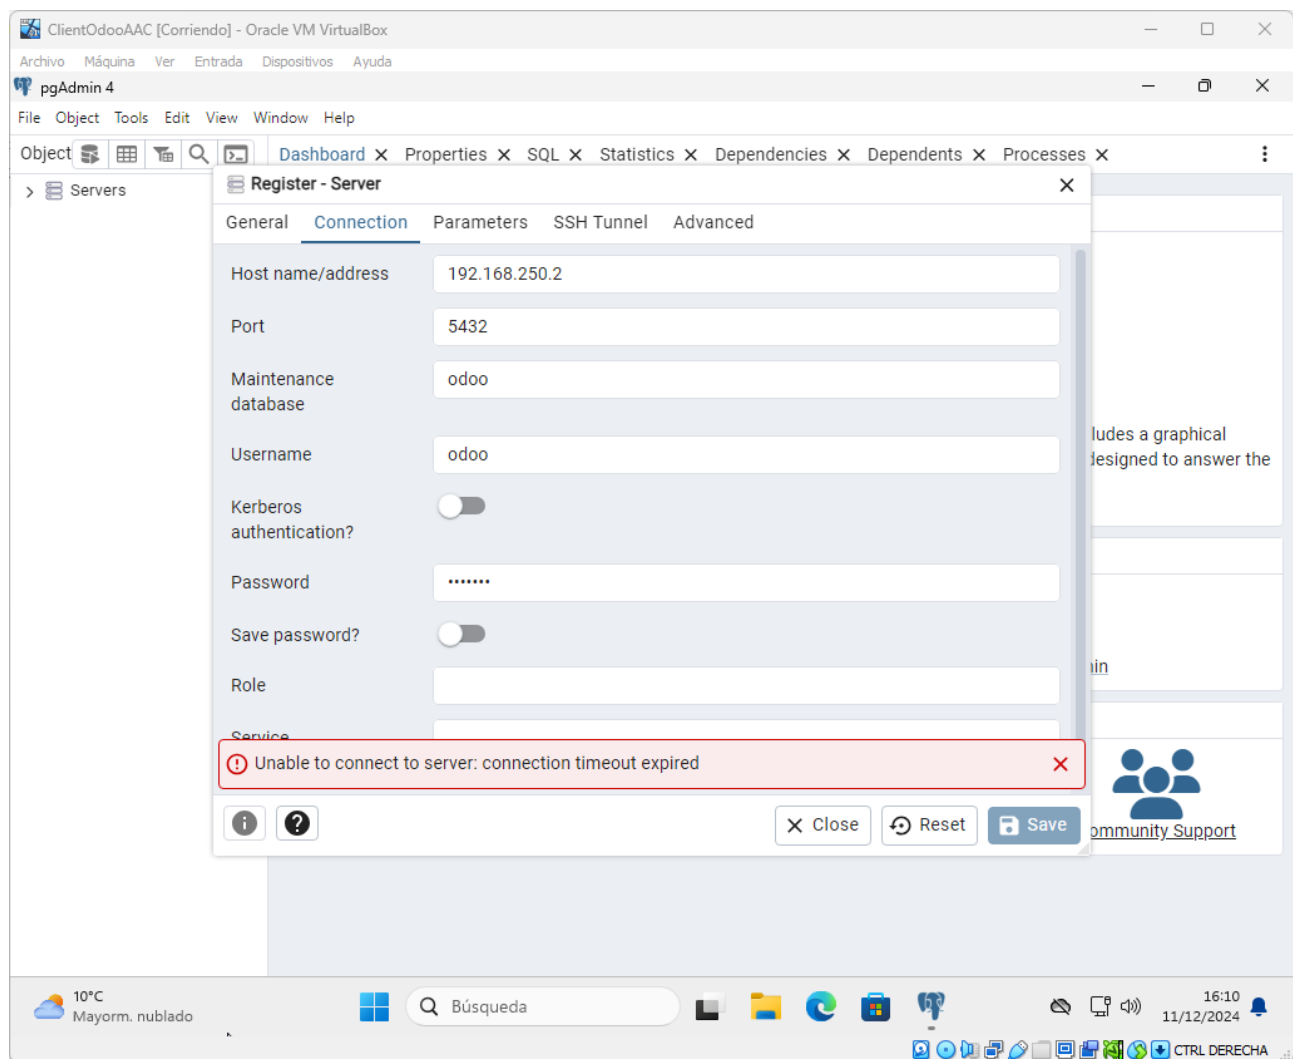 ClientOdooAAC [Corriendo] - Oracle VM VirtualBox
Archivo Máquina Ver Entrada Dispositivos Ayuda
pgAdmin 4
File Object Tools Edit View Window Help
Object Dashboard Properties SQL Statistics Dependencies Dependents Processes
Servers
Register - Server
General Connection Parameters SSH Tunnel Advanced
Host name/address 192.168.250.2
Port 5432
Maintenance
database
odoo
Username odoo
Kerberos
authentication?
Password •••••••
Save password?
Role
Service
Unable to connect to server: connection timeout expired
Close Reset Save
ludes a graphical
designed to answer the
in
ommunity Support
10°C
Mayorm. nublado
Búsqueda
16:10
11/12/2024
CTRL DERECHA